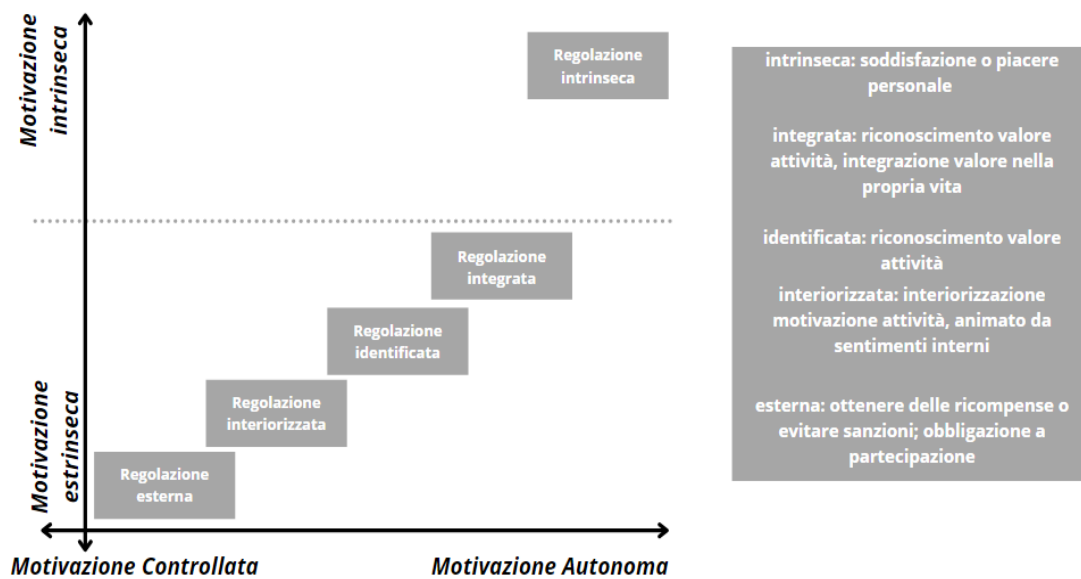 Motivazione
intrinseca
Regolazione
intrinseca
Regolazione
integrata
Regolazione
identificata
Regolazione
interiorizzata
Regolazione
esterna
Motivazione
estrinseca
Motivazione Controllata
Motivazione Autonoma
intrinseca: soddisfazione o piacere
personale
integrata: riconoscimento valore
attività, integrazione valore nella
propria vita
identificata: riconoscimento valore
attività
interiorizzata: interiorizzazione
motivazione attività, animato da
sentimenti interni
esterna: ottenere delle ricompense o
evitare sanzioni; obbligazione a
partecipazione